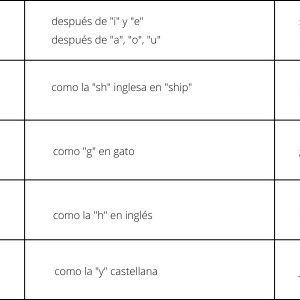 después de "i" y "e"
después de "a", "o", "u"
como la "sh" inglesa en "ship"
como "g" en gato
como la "h" en inglés
como la "y" castellana